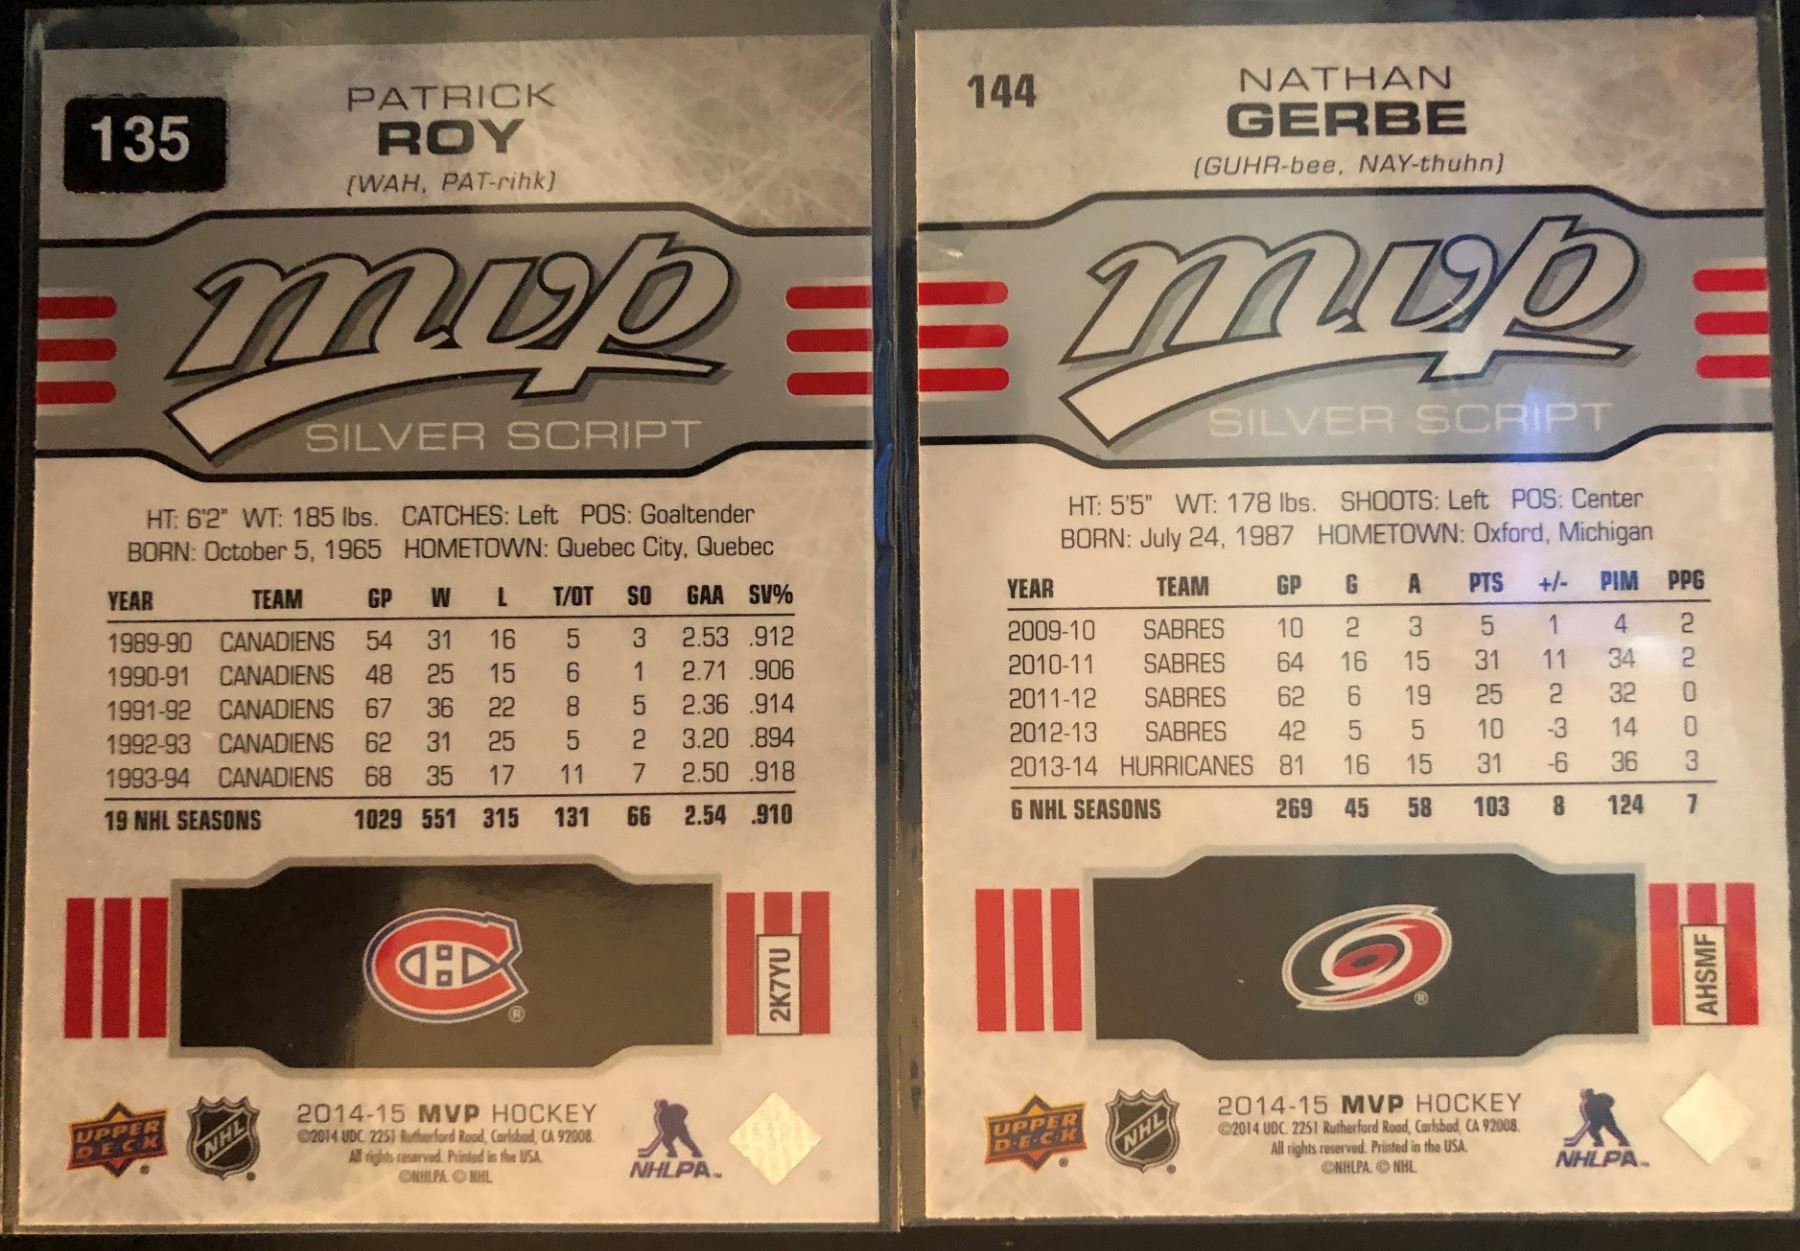 135
PATRICK
ROY
(WAH, PAT-rihk)
mvp
SILVER SCRIPT
HT: 6'2" WT: 185 lbs. CATCHES: Left POS: Goaltender
BORN: October 5, 1965 HOMETOWN: Quebec City, Quebec
YEAR TEAM GP W L T/OT SO GAA SV%
1989-90 CANADIENS 54 31 16 5 3 2.53 .912
1990-91 CANADIENS 48 25 15 6 1 2.71 .906
1991-92 CANADIENS 67 36 22 8 5 2.36 .914
1992-93 CANADIENS 62 31 25 5 2 3.20 .894
1993-94 CANADIENS 68 35 17 11 7 2.50 .918
19 NHL SEASONS 1029 551 315 131 66 2.54 .910
CH
®
2K7YU
UPPER
DECK
NHL
2014-15 MVP HOCKEY
©2014 UDC. 2251 Rutherford Road, Carlsbad, CA 92008.
All rights reserved. Printed in the USA.
©NHLPA. © NHL.
NHLPA
144
NATHAN
GERBE
(GUHR-bee, NAY-thuhn)
mvp
SILVER SCRIPT
HT: 5'5" WT: 178 lbs. SHOOTS: Left POS: Center
BORN: July 24, 1987 HOMETOWN: Oxford, Michigan
YEAR TEAM GP G A PTS +/- PIM PPG
2009-10 SABRES 10 2 3 5 1 4 2
2010-11 SABRES 64 16 15 31 11 34 2
2011-12 SABRES 62 6 19 25 2 32 0
2012-13 SABRES 42 5 5 10 -3 14 0
2013-14 HURRICANES 81 16 15 31 -6 36 3
6 NHL SEASONS 269 45 58 103 8 124 7
®
AHSMF
UPPER
DECK
NHL
2014-15 MVP HOCKEY
©2014 UDC. 2251 Rutherford Road, Carlsbad, CA 92008.
All rights reserved. Printed in the USA.
©NHLPA. © NHL.
NHLPA